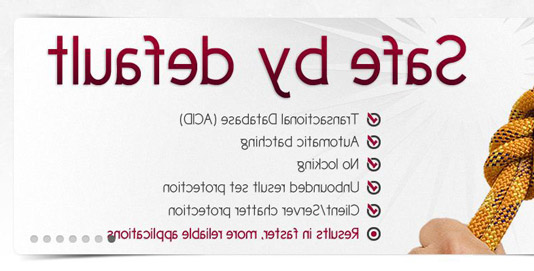 Safe by default
Transactional Database (ACID)
Automatic batching
No locking
Unbounded result set protection
Client/Server chatter protection
Results in faster, more reliable applications